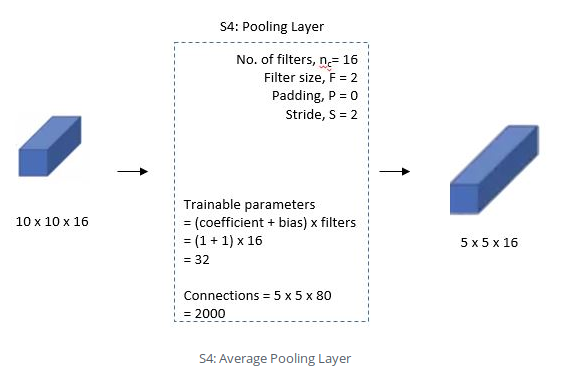 S4: Pooling Layer
No. of filters, nc= 16
Filter size, F = 2
Padding, P = 0
Stride, S = 2
10 x 10 x 16
Trainable parameters
= (coefficient + bias) x filters
= (1 + 1) x 16
= 32
Connections = 5 x 5 x 80
= 2000
5 x 5 x 16
S4: Average Pooling Layer